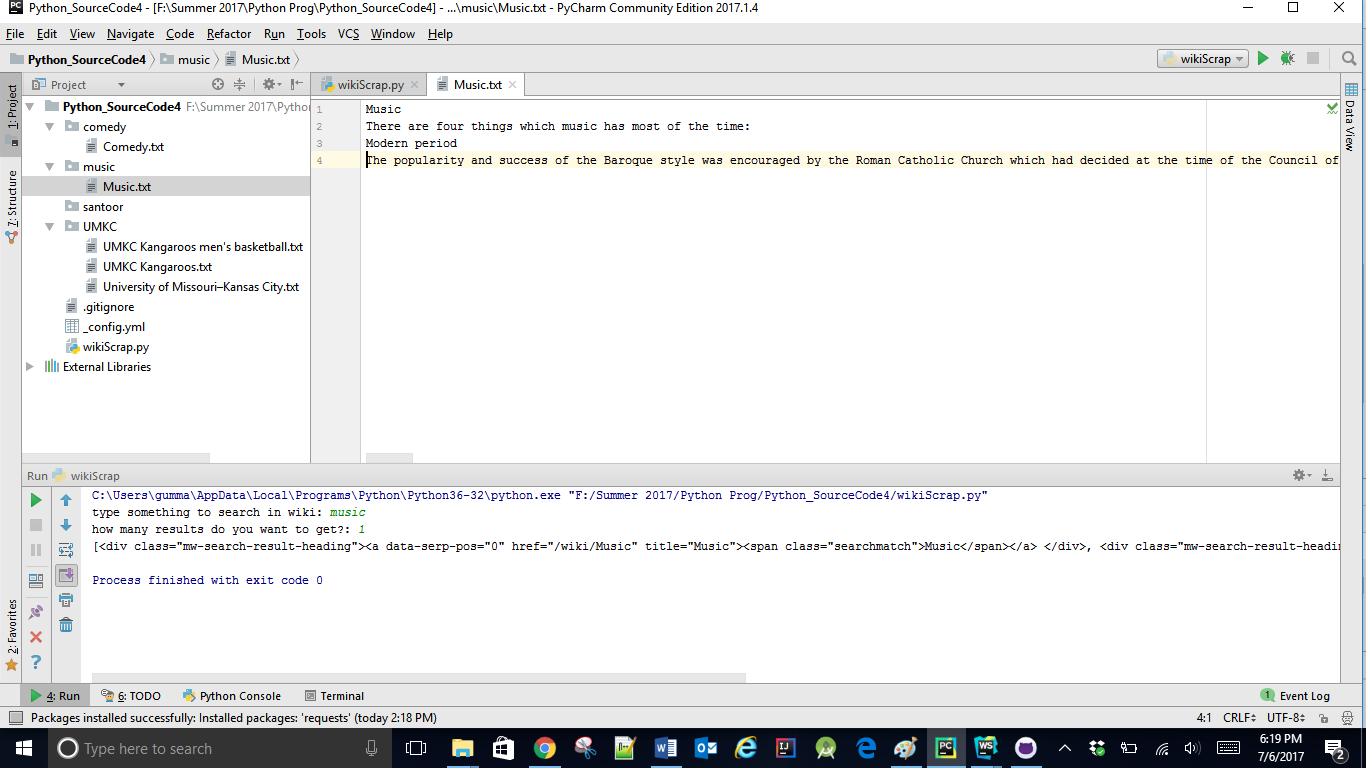 PC Python_SourceCode4 - [F:\Summer 2017\Python Prog\Python_SourceCode4] - ...\music\Music.txt - PyCharm Community Edition 2017.1.4
File Edit View Navigate Code Refactor Run Tools VCS Window Help
Python_SourceCode4 music Music.txt wikiScrap
Project wikiScrap.py Music.txt
1: Project
7: Structure
2: Favorites
Data View
Python_SourceCode4 F:\Summer 2017\Pytho
comedy
Comedy.txt
music
Music.txt
santoor
UMKC
UMKC Kangaroos men's basketball.txt
UMKC Kangaroos.txt
University of Missouri–Kansas City.txt
.gitignore
_config.yml
wikiScrap.py
External Libraries
1 Music
2 There are four things which music has most of the time:
3 Modern period
4 The popularity and success of the Baroque style was encouraged by the Roman Catholic Church which had decided at the time of the Council of
Run wikiScrap
C:\Users\gumma\AppData\Local\Programs\Python\Python36-32\python.exe "F:/Summer 2017/Python Prog/Python_SourceCode4/wikiScrap.py"
type something to search in wiki: music
how many results do you want to get?: 1
[<div class="mw-search-result-heading"><a data-serp-pos="0" href="/wiki/Music" title="Music"><span class="searchmatch">Music</span></a> </div>, <div class="mw-search-result-headi
Process finished with exit code 0
4: Run 6: TODO Python Console Terminal 1 Event Log
Packages installed successfully: Installed packages: 'requests' (today 2:18 PM) 4:1 CRLF UTF-8
Type here to search
6:19 PM
7/6/2017
2